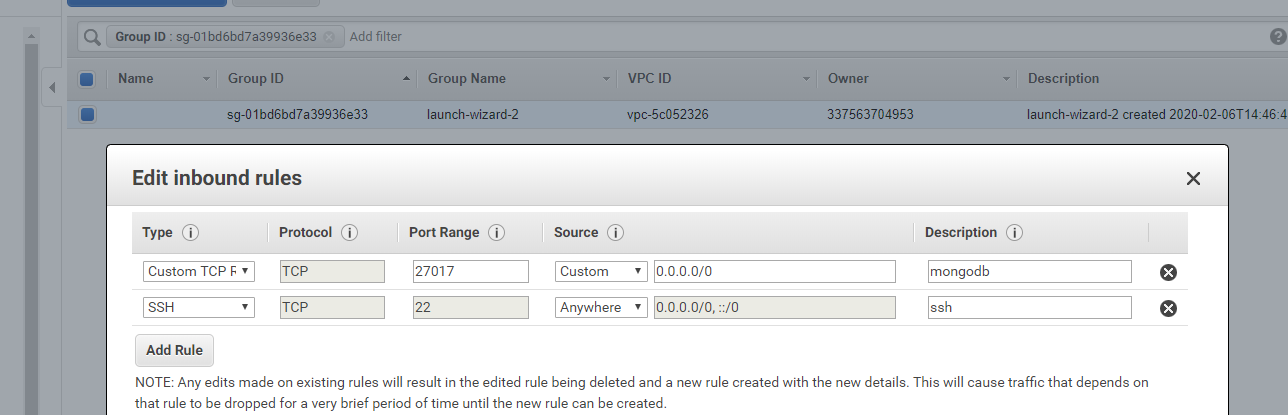 Group ID : sg-01bd6bd7a39936e33 Add filter
Name Group ID Group Name VPC ID Owner Description
sg-01bd6bd7a39936e33 launch-wizard-2 vpc-5c052326 337563704953 launch-wizard-2 created 2020-02-06T14:46:4
Edit inbound rules
Type Protocol Port Range Source Description
Custom TCP R TCP 27017 Custom 0.0.0.0/0 mongodb
SSH TCP 22 Anywhere 0.0.0.0/0, ::/0 ssh
Add Rule
NOTE: Any edits made on existing rules will result in the edited rule being deleted and a new rule created with the new details. This will cause traffic that depends on
that rule to be dropped for a very brief period of time until the new rule can be created.